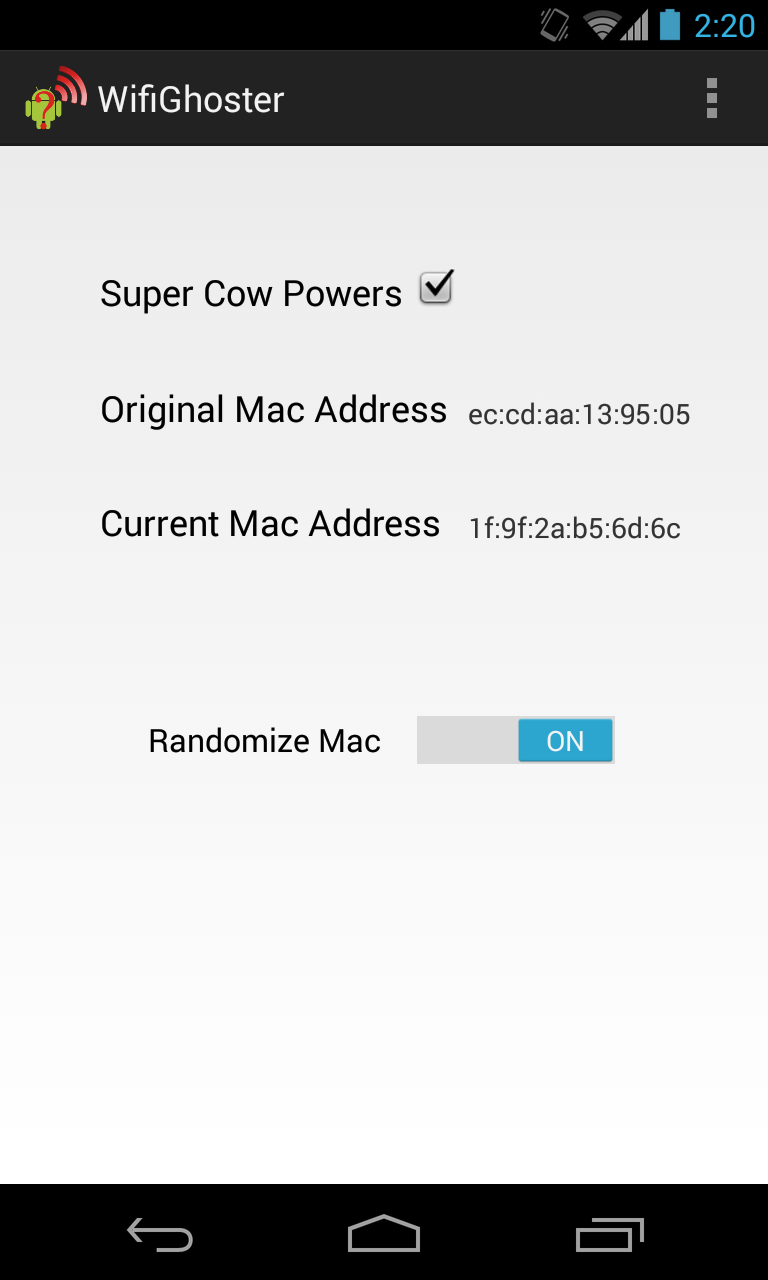 2:20
WifiGhoster
Super Cow Powers
Original Mac Address ec:cd:aa:13:95:05
Current Mac Address 1f:9f:2a:b5:6d:6c
Randomize Mac ON